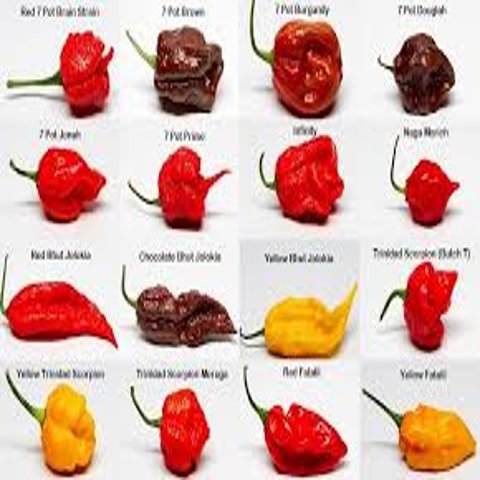 Red 7 Pot Brain Strain
7 Pot Brown
7 Pot Burgandy
7 Pot Douglah
7 Pot Jonah
7 Pot Primo
Infinity
Naga Morich
Red Bhut Jolokia
Chocolate Bhut Jolokia
Yellow Bhut Jolokia
Trinidad Scorpion (Butch T)
Yellow Trinidad Scorpion
Trinidad Scorpion Moruga
Red Fatalii
Yellow Fatalii